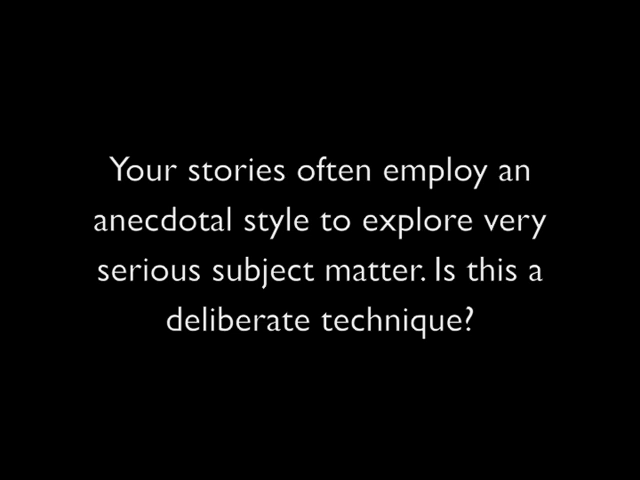 Your stories often employ an
anecdotal style to explore very
serious subject matter. Is this a
deliberate technique?